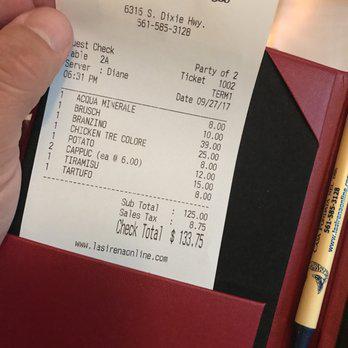 6316 S. Dixie Hwy.
561-585-3128
uest Check
able 2A
Server : Diane
06:31 PM
Party of 2
Ticket 1002
TERM1
Date 09/27/17
1 ACQUA MINERALE 8.00
1 BRUSCH 10.00
1 BRANZINO 39.00
1 CHICKEN TRE COLORE 25.00
1 POTATO 8.00
2 CAPPUC (ea @ 6.00) 12.00
1 TIRAMISU 15.00
1 TARTUFO 8.00
Sub Total : 125.00
Sales Tax : 8.75
Check Total $ 133.75
www.lasirenaonline.com
561-585-3128
www.lasirenaonline.com